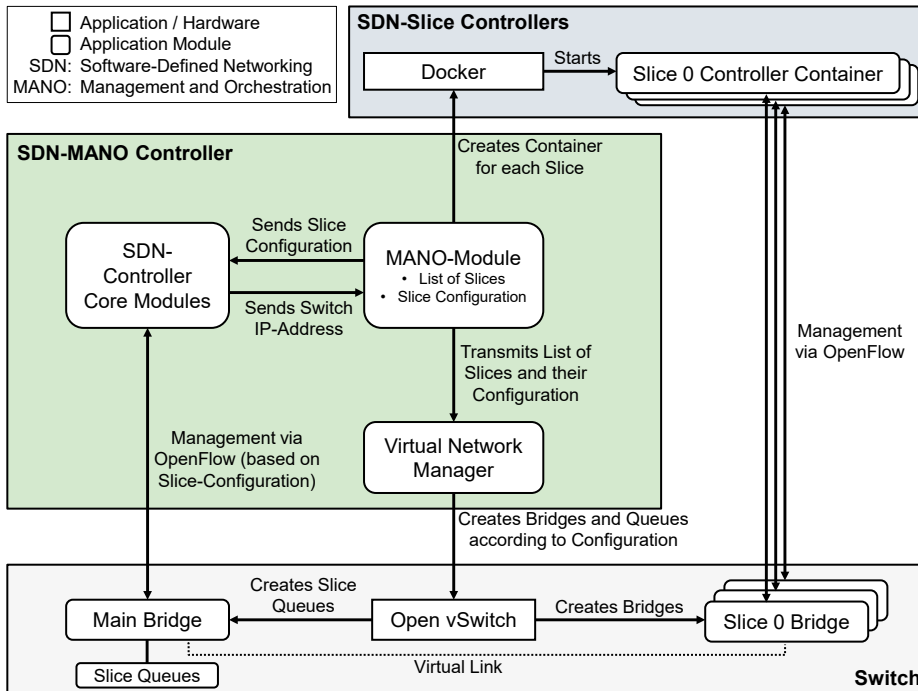 Application / Hardware
Application Module
SDN: Software-Defined Networking
MANO: Management and Orchestration
SDN-Slice Controllers
Docker
Starts
Slice 0 Controller Container
SDN-MANO Controller
Creates Container
for each Slice
Sends Slice
Configuration
SDN-
Controller
Core Modules
MANO-Module
• List of Slices
• Slice Configuration
Sends Switch
IP-Address
Management
via OpenFlow
Transmits List of
Slices and their
Configuration
Management via
OpenFlow (based on
Slice-Configuration)
Virtual Network
Manager
Creates Bridges and Queues
according to Configuration
Creates Slice
Queues
Main Bridge
Open vSwitch
Creates Bridges
Slice 0 Bridge
Slice Queues
Virtual Link
Switch